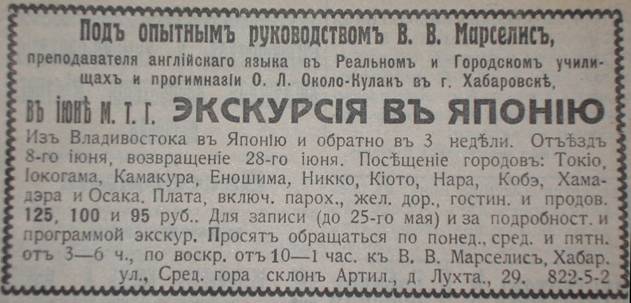 Подъ опытнымъ руководствомъ В. В. Марселисъ,
преподавателя англійскаго языка въ Реальномъ и Городскомъ учили-
щахъ и прогимназіи О. Л. Около-Кулакъ въ г. Хабаровскѣ,
въ іюнѣ м. т. г. ЭКСКУРСІЯ ВЪ ЯПОНІЮ
Изъ Владивостока въ Японію и обратно въ 3 недѣли. Отъѣздъ
8-го іюня, возвращеніе 28-го іюня. Посѣщеніе городовъ: Токіо,
Іокогама, Камакура, Еношима, Никко, Кіото, Нара, Кобэ, Хама-
дэра и Осака. Плата, включ. парох., жел. дор., гостин. и продов.
125, 100 и 95 руб.. Для записи (до 25-го мая) и за подробност. и
программой экскур. Просятъ обращаться по понед., сред. и пятн.
отъ 3—6 ч., по воскр. отъ 10—1 час. къ В. В. Марселисъ, Хабар.
ул., Сред. гора склонъ Артил., д Лухта., 29. 822-5-2